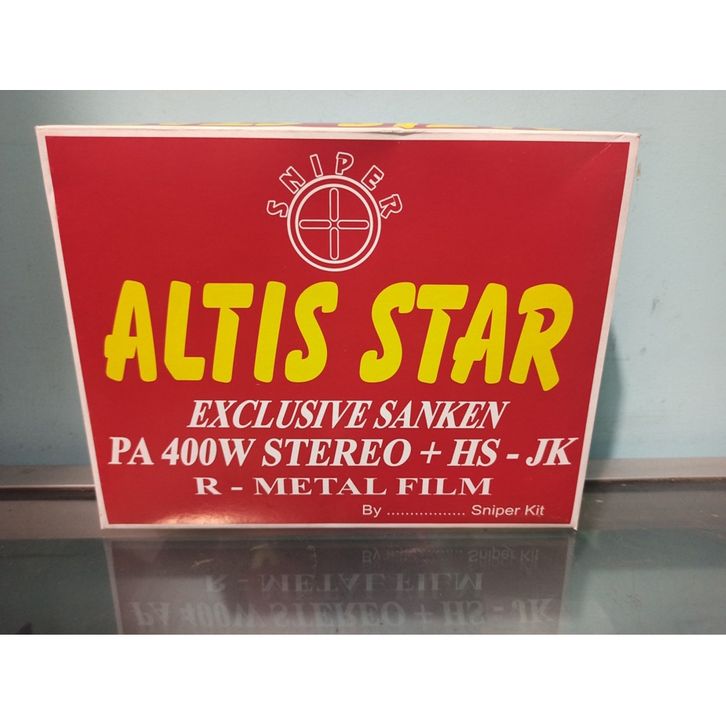 SNIPER
ALTIS STAR
EXCLUSIVE SANKEN
PA 400W STEREO + HS - JK
R - METAL FILM
By ................. Sniper Kit